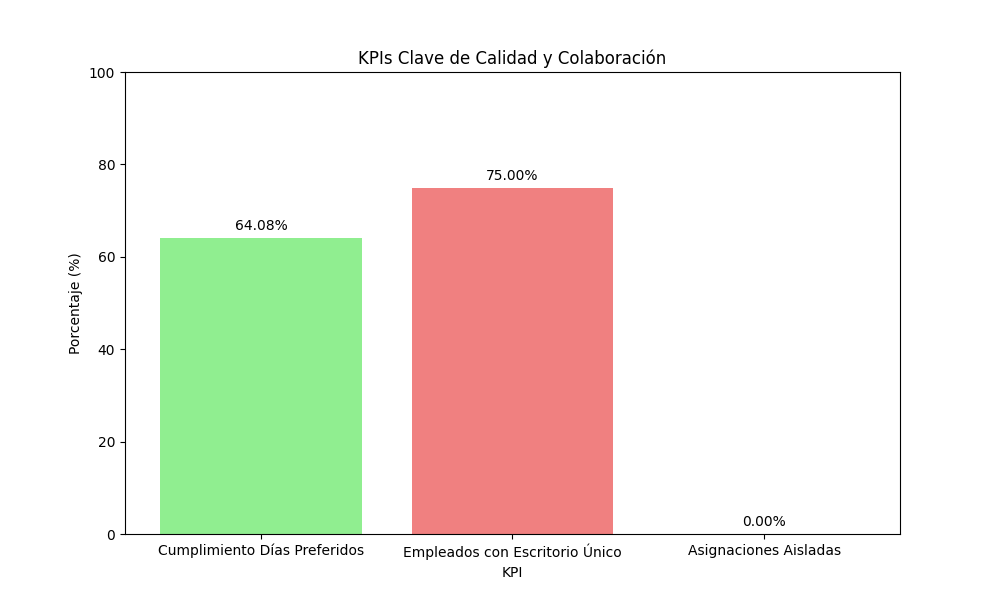 KPIs Clave de Calidad y Colaboración
Porcentaje (%)
100
80
60
40
20
0
64.08%
75.00%
0.00%
Cumplimiento Días Preferidos
Empleados con Escritorio Único
Asignaciones Aisladas
KPI